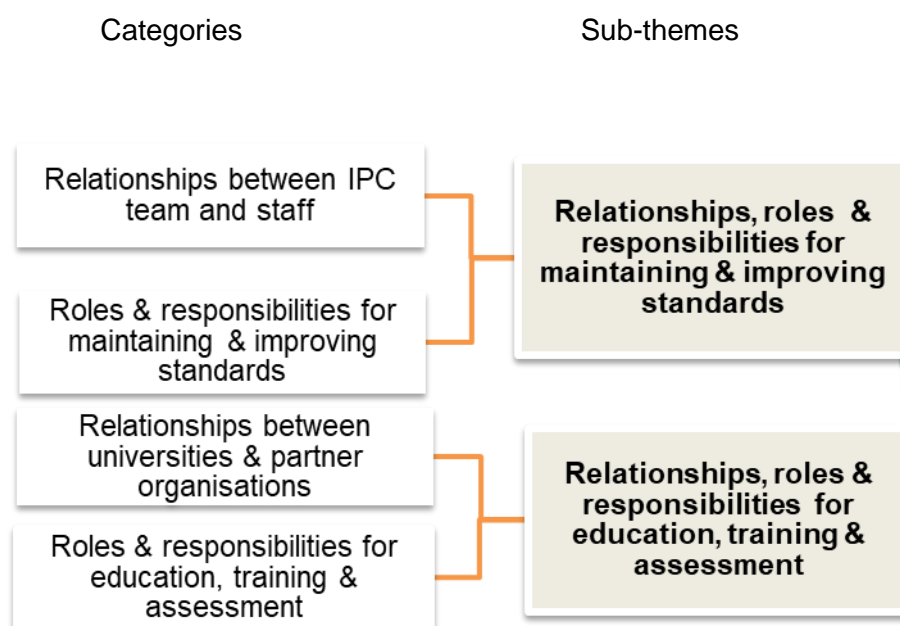 Categories
Sub-themes
Relationships between IPC
team and staff
Roles & responsibilities for
maintaining & improving
standards
Relationships, roles &
responsibilities for
maintaining & improving
standards
Relationships between
universities & partner
organisations
Roles & responsibilities for
education, training &
assessment
Relationships, roles &
responsibilities for
education, training &
assessment